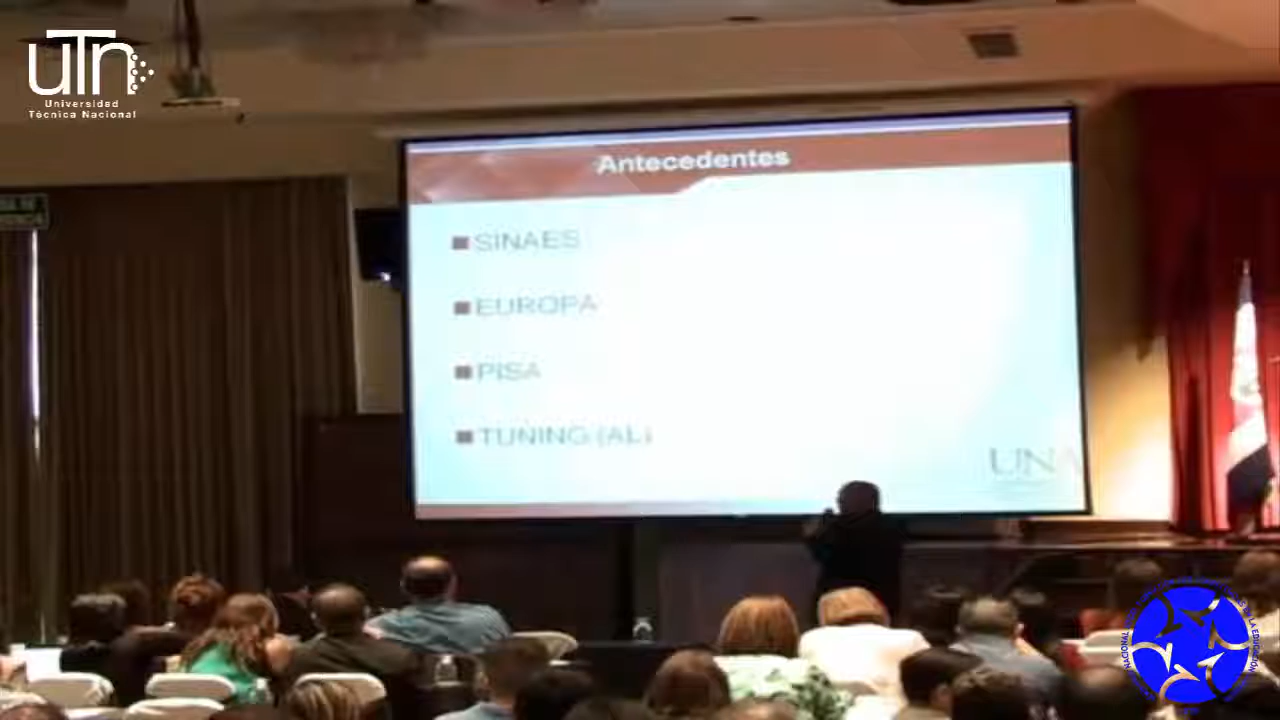 uTn
Universidad
Técnica Nacional
Antecedentes
SINAES
EUROPA
PISA
TUNING (AL)
UNA